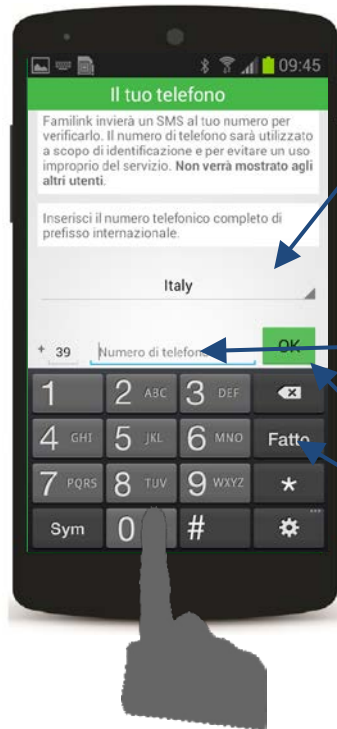 09:45
Il tuo telefono
Familink invierà un SMS al tuo numero per
verificarlo. Il numero di telefono sarà utilizzato
a scopo di identificazione e per evitare un uso
improprio del servizio. Non verrà mostrato agli
altri utenti.
Inserisci il numero telefonico completo di
prefisso internazionale.
Italy
+ 39 Numero di telefono OK
1 2 ABC 3 DEF
4 GHI 5 JKL 6 MNO Fatto
7 PQRS 8 TUV 9 WXYZ *
Sym 0 # ...